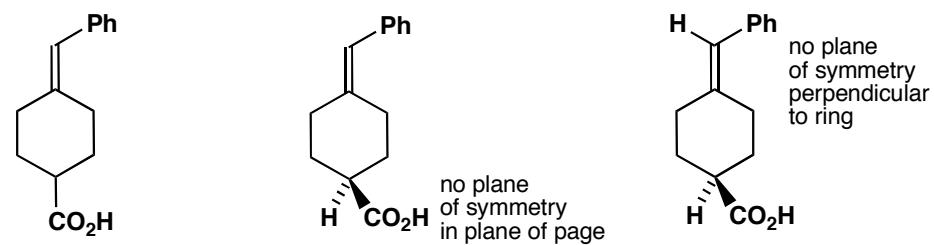 Ph
CO2H
Ph
H
CO2H
no plane
of symmetry
in plane of page
H
Ph
H
CO2H
no plane
of symmetry
perpendicular
to ring